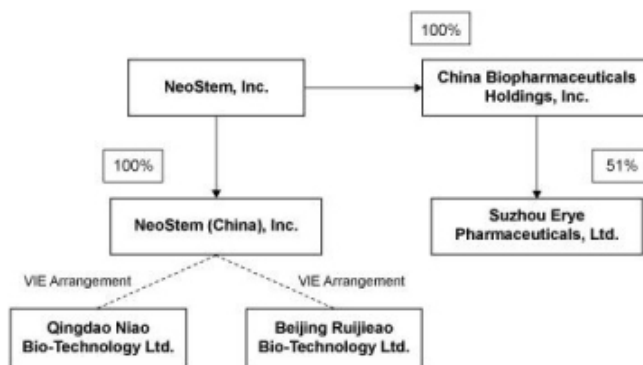 100%
NeoStem, Inc.
China Biopharmaceuticals
Holdings, Inc.
100%
51%
NeoStem (China), Inc.
Suzhou Erye
Pharmaceuticals, Ltd.
VIE Arrangement
VIE Arrangement
Qingdao Niao
Bio-Technology Ltd.
Beijing Ruijieao
Bio-Technology Ltd.